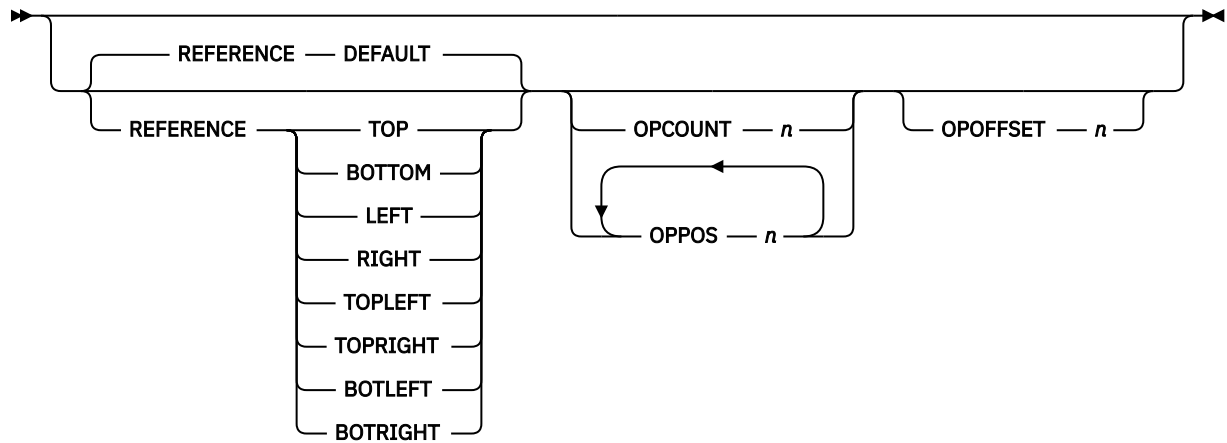 REFERENCE DEFAULT
REFERENCE TOP OPCOUNT n OPOFFSET n
BOTTOM
LEFT
OPPOS n
RIGHT
TOPLEFT
TOPRIGHT
BOTLEFT
BOTRIGHT